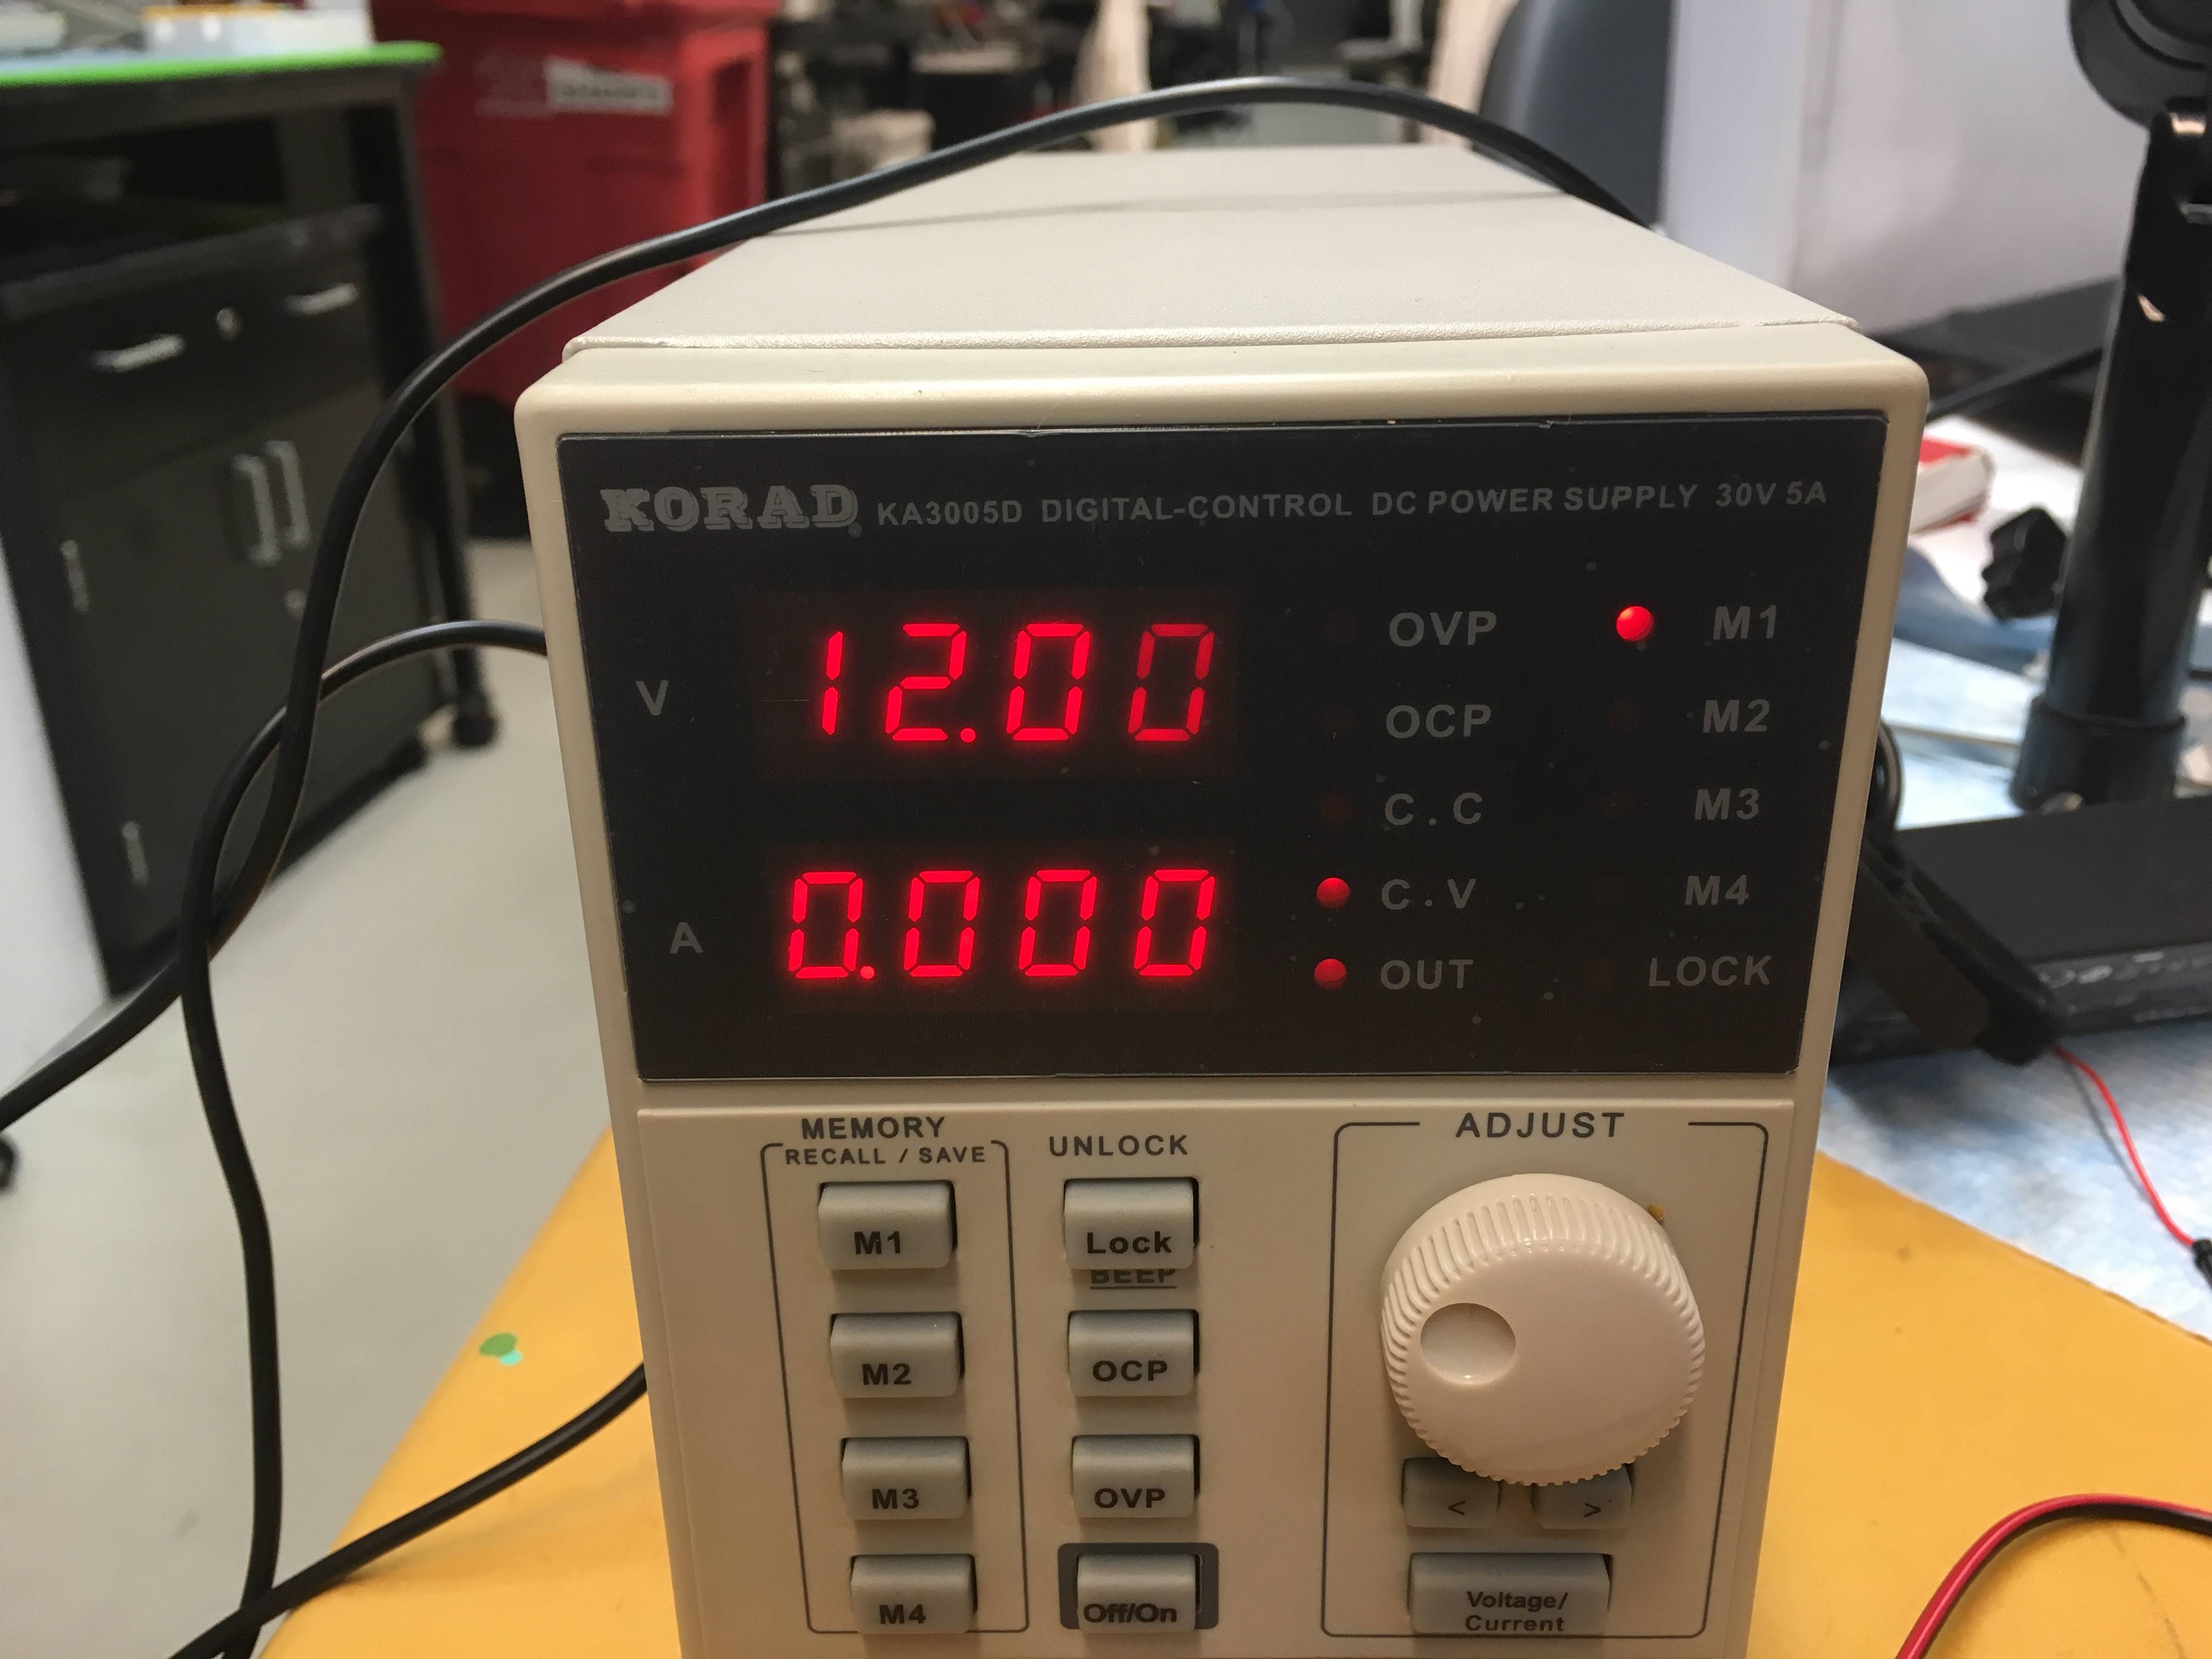 KORAD KA3005D DIGITAL-CONTROL DC POWER SUPPLY 30V 5A
V 12.00
A 0.000
OVP
OCP
C.C
C.V
OUT
M1
M2
M3
M4
LOCK
MEMORY
RECALL / SAVE
M1
M2
M3
M4
UNLOCK
Lock
BEEP
OCP
OVP
Off/On
ADJUST
< >
Voltage/
Current